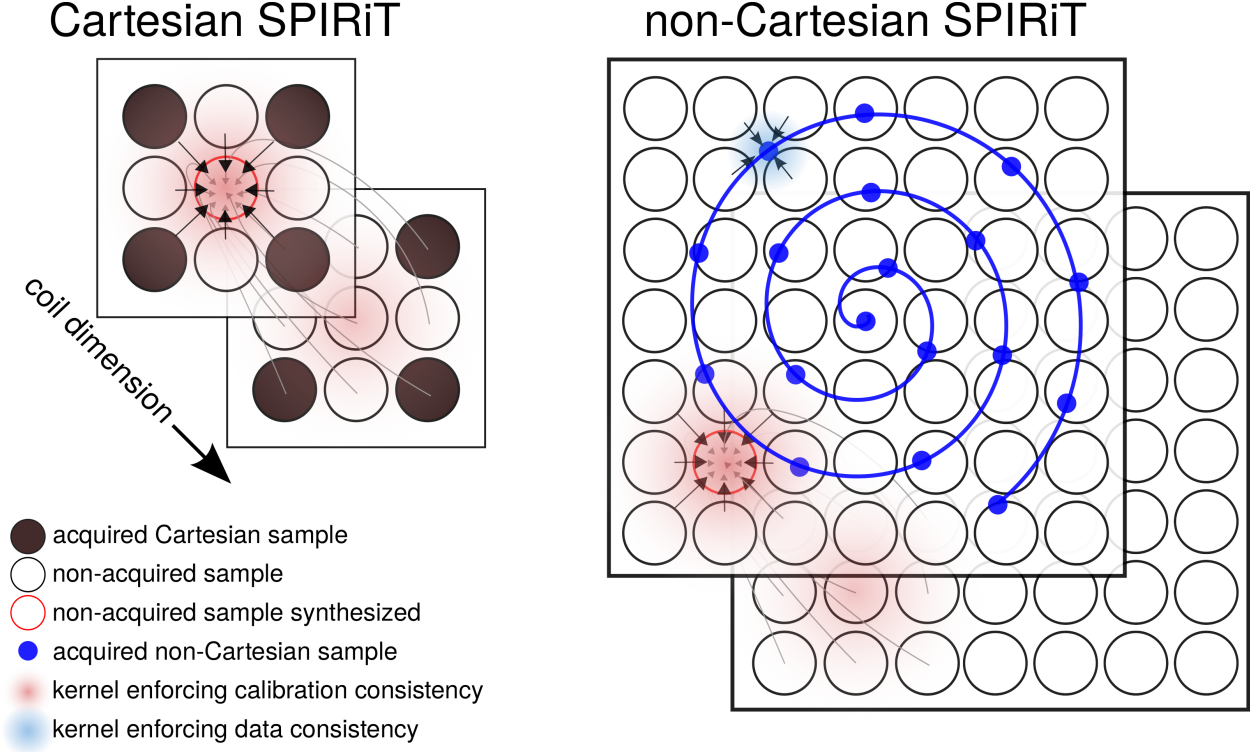 Cartesian SPIRiT
non-Cartesian SPIRiT
coil dimension
acquired Cartesian sample
non-acquired sample
non-acquired sample synthesized
acquired non-Cartesian sample
kernel enforcing calibration consistency
kernel enforcing data consistency